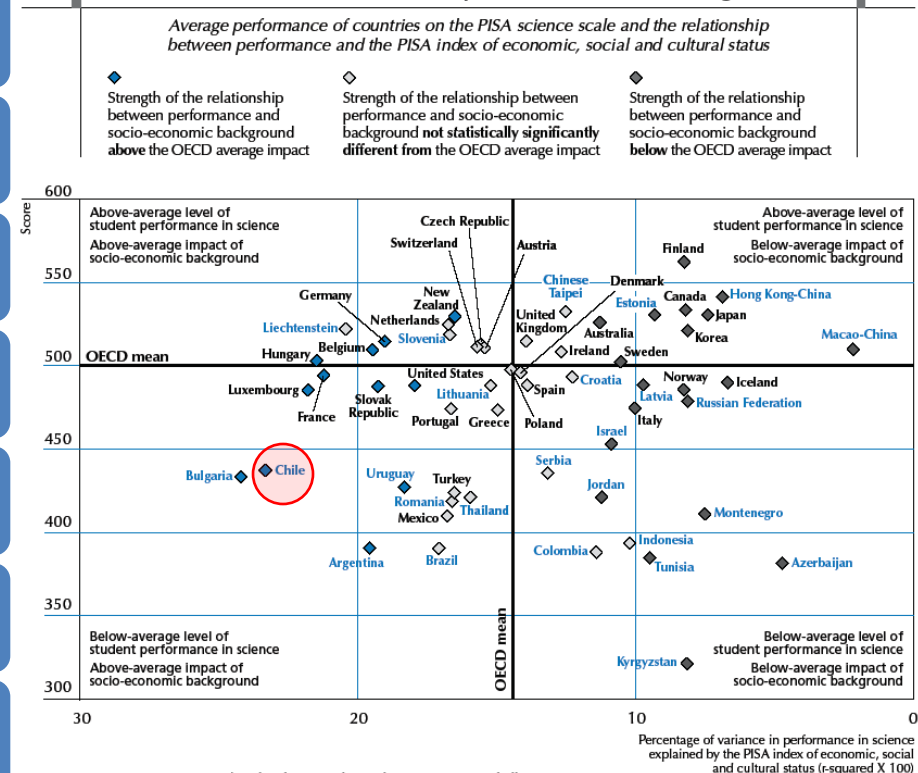 Average performance of countries on the PISA science scale and the relationship
between performance and the PISA index of economic, social and cultural status
Strength of the relationship
between performance and
socio-economic background
above the OECD average impact
Strength of the relationship between
performance and socio-economic
background not statistically significantly
different from the OECD average impact
Strength of the relationship
between performance and
socio-economic background
below the OECD average impact
Score
600
550
500
450
400
350
300
Above-average level of
student performance in science
Above-average impact of
socio-economic background
Above-average level of
student performance in science
Below-average impact of
socio-economic background
Czech Republic
Switzerland
Austria
Finland
Germany
New
Zealand
Chinese
Taipei
Denmark
Estonia
Canada
Hong Kong-China
Liechtenstein
Netherlands
Slovenia
United
Kingdom
Australia
Japan
Korea
Macao-China
OECD mean
Hungary
Belgium
Ireland
Sweden
Luxembourg
France
Slovak
Republic
United States
Lithuania
Portugal
Greece
Spain
Poland
Croatia
Latvia
Norway
Iceland
Italy
Russian Federation
Israel
Bulgaria
Chile
Uruguay
Turkey
Romania
Thailand
Mexico
Serbia
Jordan
Montenegro
Argentina
Brazil
Colombia
Indonesia
Tunisia
Azerbaijan
Kyrgyzstan
OECD mean
Below-average level of
student performance in science
Above-average impact of
socio-economic background
Below-average level of
student performance in science
Below-average impact of
socio-economic background
30
20
10
0
Percentage of variance in performance in science
explained by the PISA index of economic, social
and cultural status (r-squared X 100)